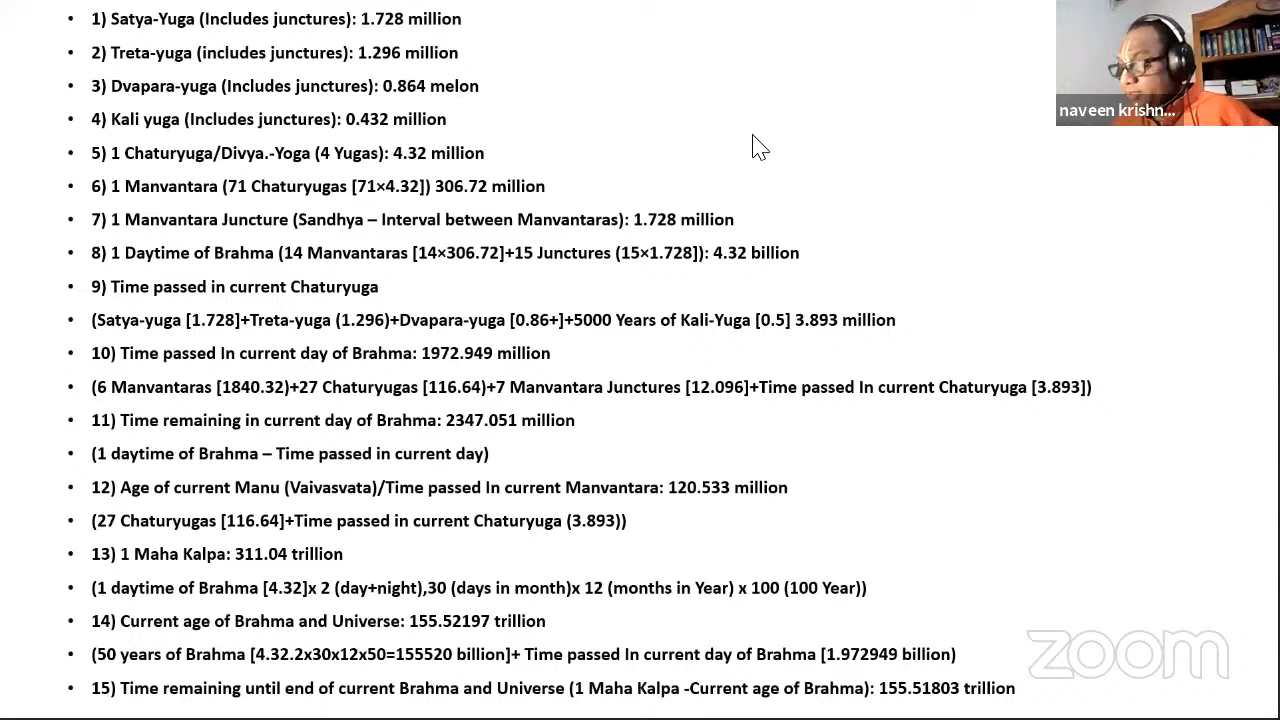 • 1) Satya-Yuga (Includes junctures): 1.728 million
• 2) Treta-yuga (includes junctures): 1.296 million
• 3) Dvapara-yuga (Includes junctures): 0.864 melon
• 4) Kali yuga (Includes junctures): 0.432 million
• 5) 1 Chaturyuga/Divya.-Yoga (4 Yugas): 4.32 million
• 6) 1 Manvantara (71 Chaturyugas [71×4.32]) 306.72 million
• 7) 1 Manvantara Juncture (Sandhya – Interval between Manvantaras): 1.728 million
• 8) 1 Daytime of Brahma (14 Manvantaras [14×306.72]+15 Junctures (15×1.728]): 4.32 billion
• 9) Time passed in current Chaturyuga
• (Satya-yuga [1.728]+Treta-yuga (1.296)+Dvapara-yuga [0.86+]+5000 Years of Kali-Yuga [0.5] 3.893 million
• 10) Time passed In current day of Brahma: 1972.949 million
• (6 Manvantaras [1840.32)+27 Chaturyugas [116.64)+7 Manvantara Junctures [12.096]+Time passed In current Chaturyuga [3.893])
• 11) Time remaining in current day of Brahma: 2347.051 million
• (1 daytime of Brahma – Time passed in current day)
• 12) Age of current Manu (Vaivasvata)/Time passed In current Manvantara: 120.533 million
• (27 Chaturyugas [116.64]+Time passed in current Chaturyuga (3.893))
• 13) 1 Maha Kalpa: 311.04 trillion
• (1 daytime of Brahma [4.32]x 2 (day+night),30 (days in month)x 12 (months in Year) x 100 (100 Year))
• 14) Current age of Brahma and Universe: 155.52197 trillion
• (50 years of Brahma [4.32.2x30x12x50=155520 billion]+ Time passed In current day of Brahma [1.972949 billion)
• 15) Time remaining until end of current Brahma and Universe (1 Maha Kalpa -Current age of Brahma): 155.51803 trillion
naveen krishn...
zoom